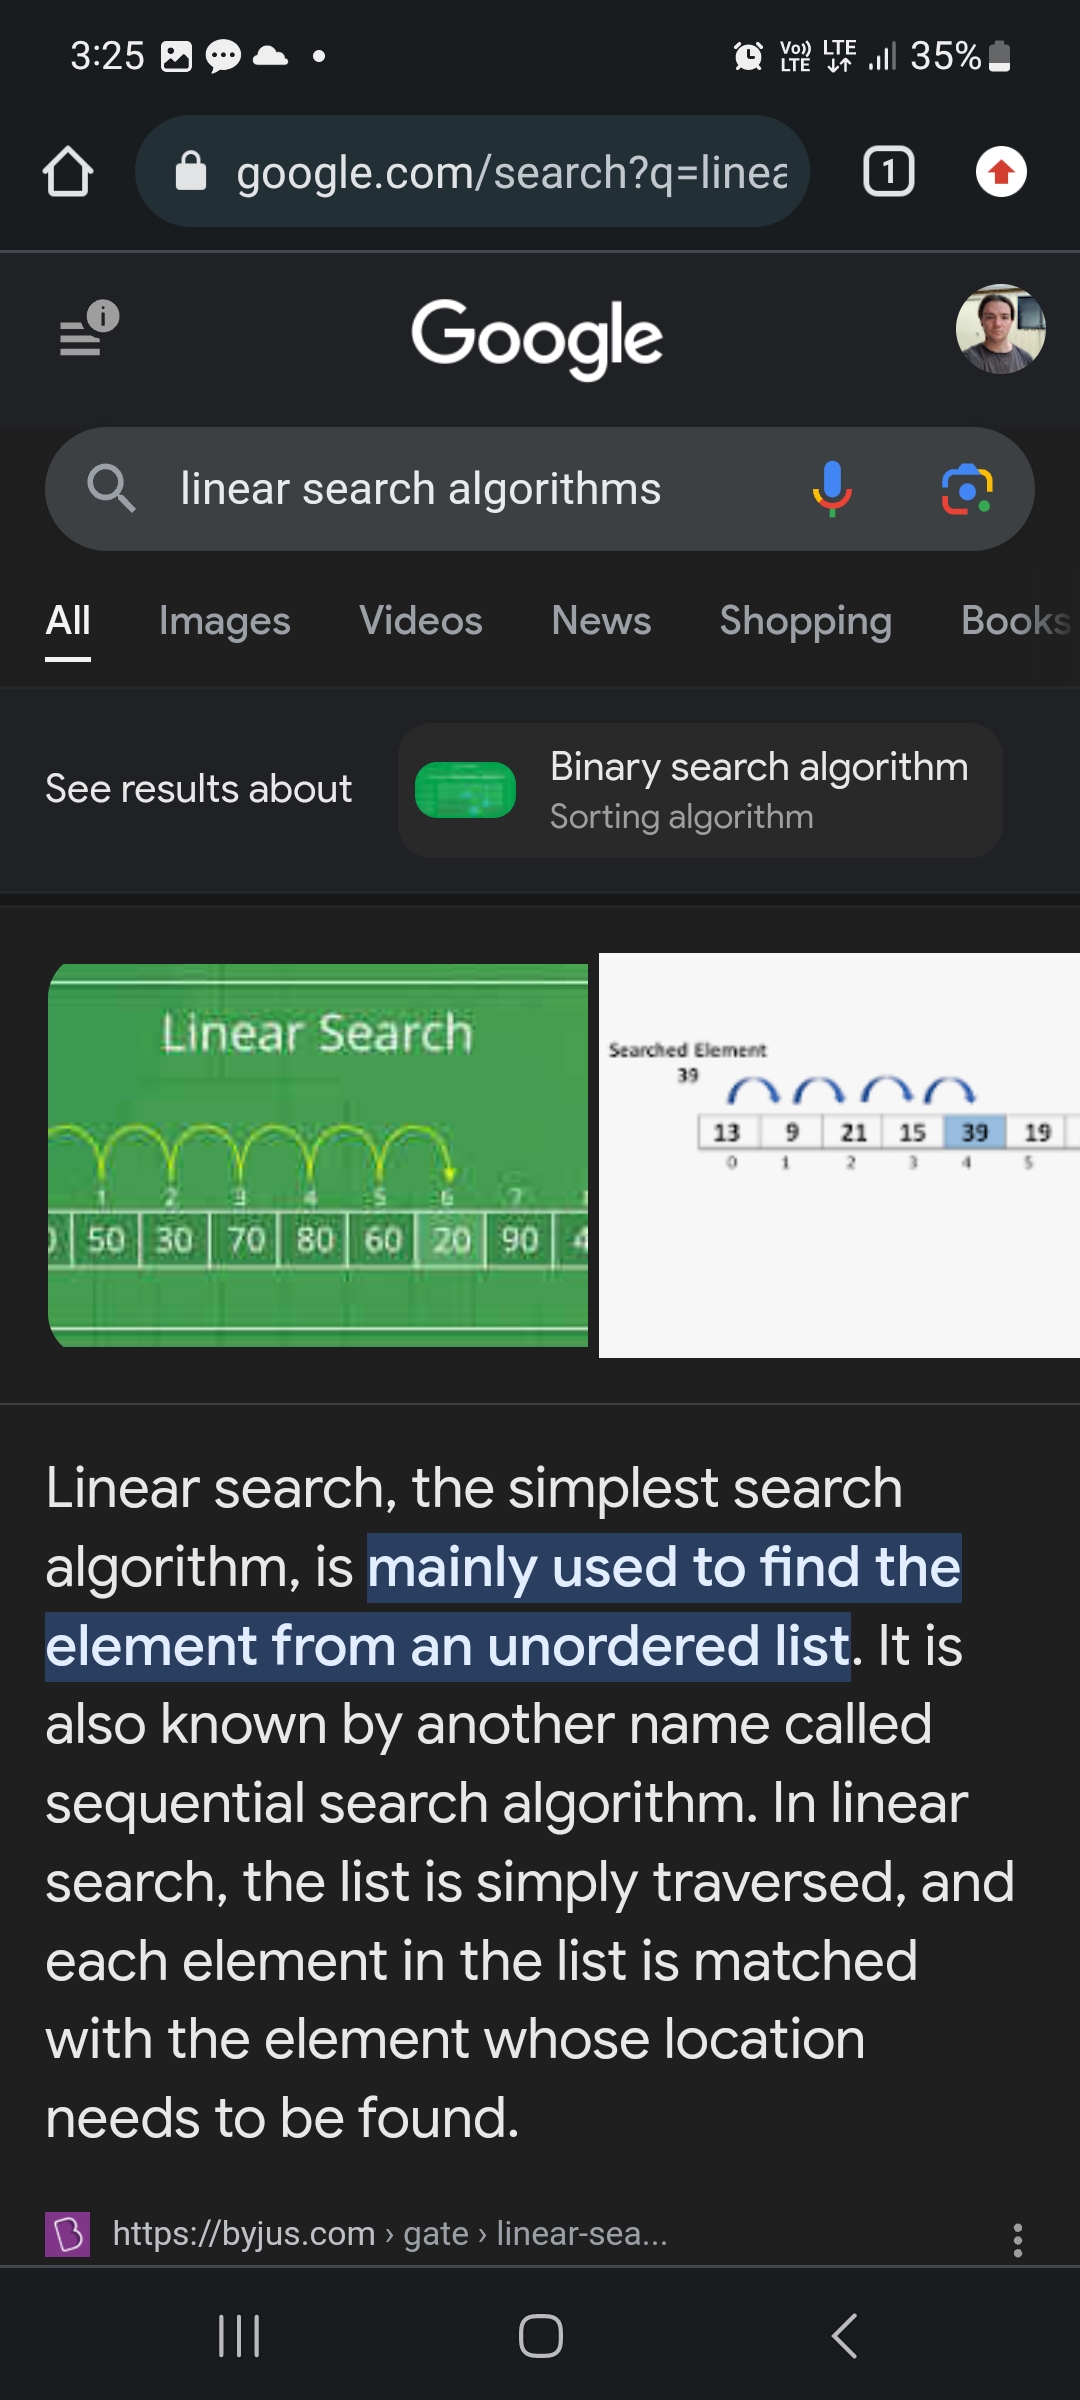 3:25 Vo)) LTE LTE 35%
google.com/search?q=linea 1
Google
linear search algorithms
All Images Videos News Shopping Books
See results about
Binary search algorithm
Sorting algorithm
Linear Search
1 2 3 4 5 6 7
50 30 70 80 60 20 90 4
Searched Element
39
13 9 21 15 39 19
0 1 2 3 4 5
Linear search, the simplest search
algorithm, is mainly used to find the
element from an unordered list. It is
also known by another name called
sequential search algorithm. In linear
search, the list is simply traversed, and
each element in the list is matched
with the element whose location
needs to be found.
https://byjus.com › gate › linear-sea...